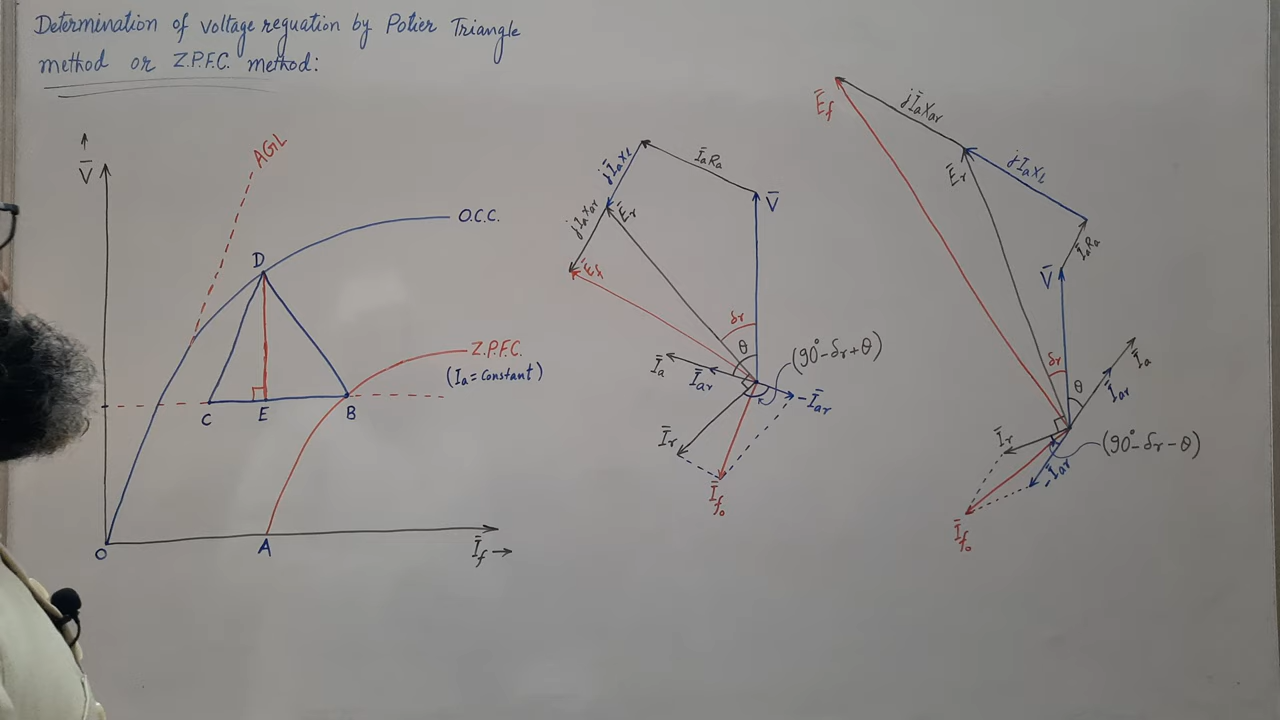 Determination of voltage reguation by Potier Triangle
method or Z.P.F.C. method:
AGL
V̄
O.C.C.
D
Z.P.F.C.
(Ia = Constant)
C
E
B
O
A
Īf →
jĪaXl
ĪaRa
V̄
jĪaXar
Ēr
Ēf
δr
θ
(90°-δr+θ)
Īa
Īar
-Īar
Īr
Īf₀
Ēf
jĪaXar
Ēr
jĪaXl
ĪaRa
V̄
δr
θ
Īa
Īar
Īr
(90°-δr-θ)
-Īar
Īf₀